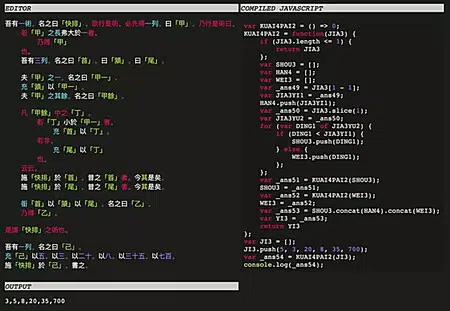 EDITOR
吾有一術。名之曰「快排」。欲行是術。必先得一列。曰「甲」。乃行是術曰。
若「甲」之長弗大於一者。
乃得「甲」
也。
吾有三列。名之曰「首」。曰「頷」。曰「尾」。
夫「甲」之一。名之曰「甲一」。
充「頷」以「甲一」。
夫「甲」之其餘。名之曰「甲餘」。
凡「甲餘」中之「丁」。
若「丁」小於「甲一」者。
充「首」以「丁」。
若非。
充「尾」以「丁」
也。
云云。
施「快排」於「首」。昔之「首」者。今其是矣。
施「快排」於「尾」。昔之「尾」者。今其是矣。
銜「首」以「頷」以「尾」。名之曰「乙」。
乃得「乙」。
是謂「快排」之術也。
吾有一列。名之曰「己」。
充「己」以五。以三。以二十。以八。以三十五。以七百。
施「快排」於「己」。書之。
COMPILED JAVASCRIPT
var KUAI4PAI2 = () => 0;
KUAI4PAI2 = function(JIA3) {
if (JIA3.length <= 1) {
return JIA3
};
var SHOU3 = [];
var HAN4 = [];
var WEI3 = [];
var _ans49 = JIA3[1 - 1];
var JIA3YI1 = _ans49;
HAN4.push(JIA3YI1);
var _ans50 = JIA3.slice(1);
var JIA3YU2 = _ans50;
for (var DING1 of JIA3YU2) {
if (DING1 < JIA3YI1) {
SHOU3.push(DING1);
} else {
WEI3.push(DING1);
};
};
var _ans51 = KUAI4PAI2(SHOU3);
SHOU3 = _ans51;
var _ans52 = KUAI4PAI2(WEI3);
WEI3 = _ans52;
var _ans53 = SHOU3.concat(HAN4).concat(WEI3);
var YI3 = _ans53;
return YI3
};
var JI3 = [];
JI3.push(5, 3, 20, 8, 35, 700);
var _ans54 = KUAI4PAI2(JI3);
console.log(_ans54);
OUTPUT
3,5,8,20,35,700